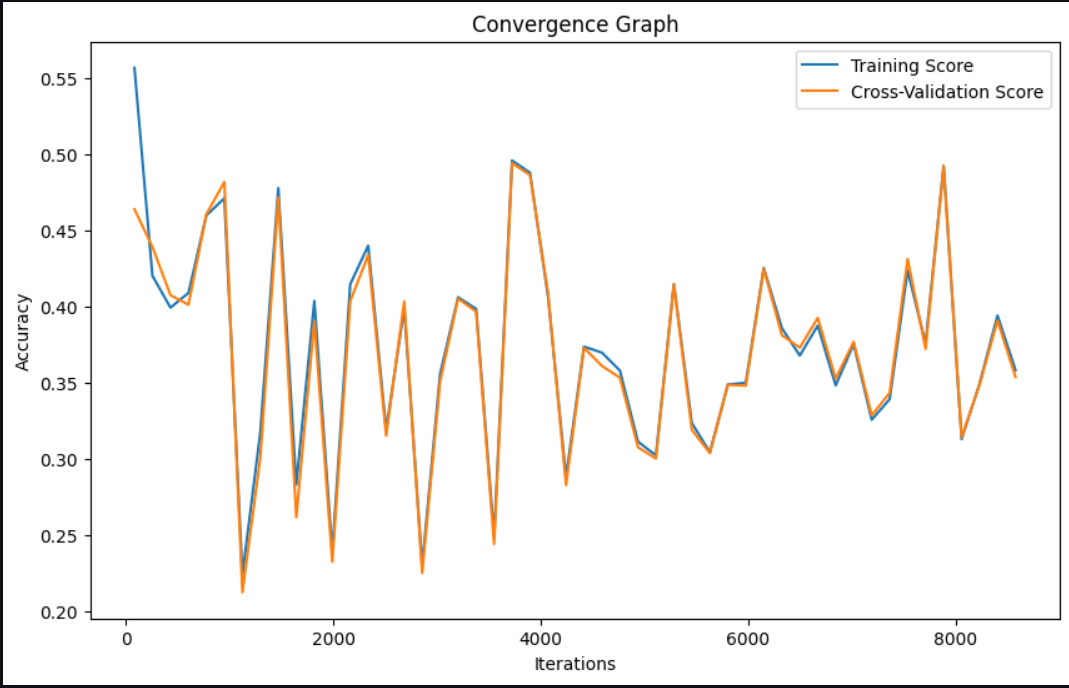 Convergence Graph
Training Score
Cross-Validation Score
0.55
0.50
0.45
0.40
0.35
0.30
0.25
0.20
Accuracy
0
2000
4000
6000
8000
Iterations